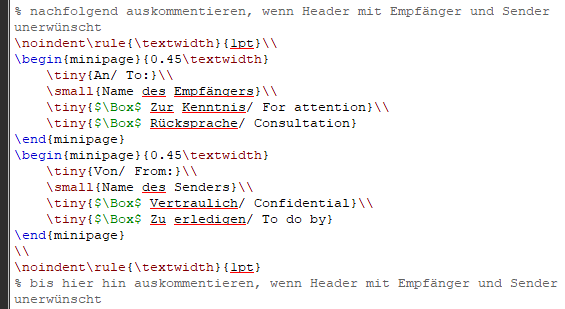 % nachfolgend auskommentieren, wenn Header mit Empfänger und Sender
unerwünscht
\noindent\rule{\textwidth}{1pt}\\
\begin{minipage}{0.45\textwidth}
    \tiny{An/ To:}\\
    \small{Name des Empfängers}\\
    \tiny{$\Box$ Zur Kenntnis/ For attention}\\
    \tiny{$\Box$ Rücksprache/ Consultation}
\end{minipage}
\begin{minipage}{0.45\textwidth}
    \tiny{Von/ From:}\\
    \small{Name des Senders}\\
    \tiny{$\Box$ Vertraulich/ Confidential}\\
    \tiny{$\Box$ Zu erledigen/ To do by}
\end{minipage}
\\
\noindent\rule{\textwidth}{1pt}
% bis hier hin auskommentieren, wenn Header mit Empfänger und Sender
unerwünscht